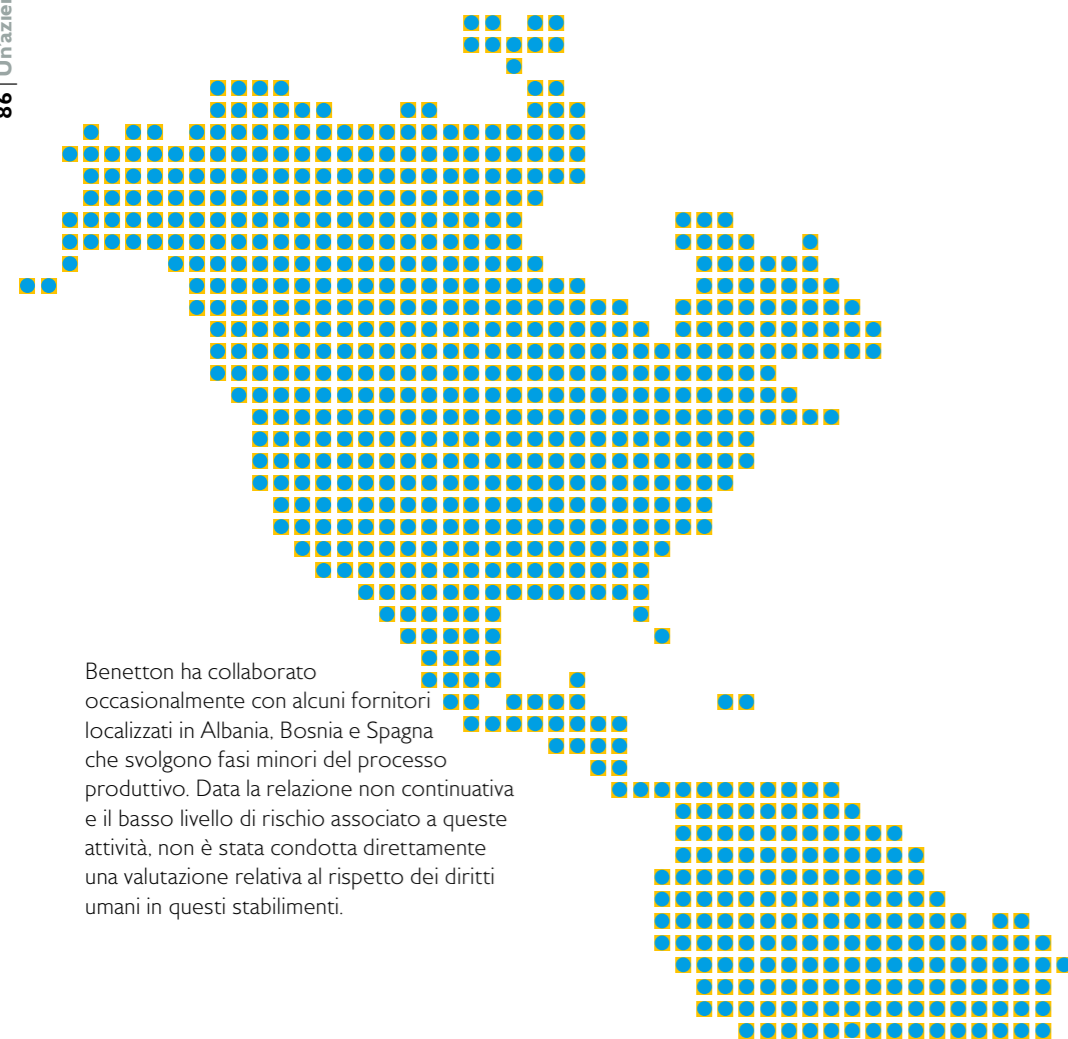 86 | Un'azien
Benetton ha collaborato
occasionalmente con alcuni fornitori
localizzati in Albania, Bosnia e Spagna
che svolgono fasi minori del processo
produttivo. Data la relazione non continuativa
e il basso livello di rischio associato a queste
attività, non è stata condotta direttamente
una valutazione relativa al rispetto dei diritti
umani in questi stabilimenti.